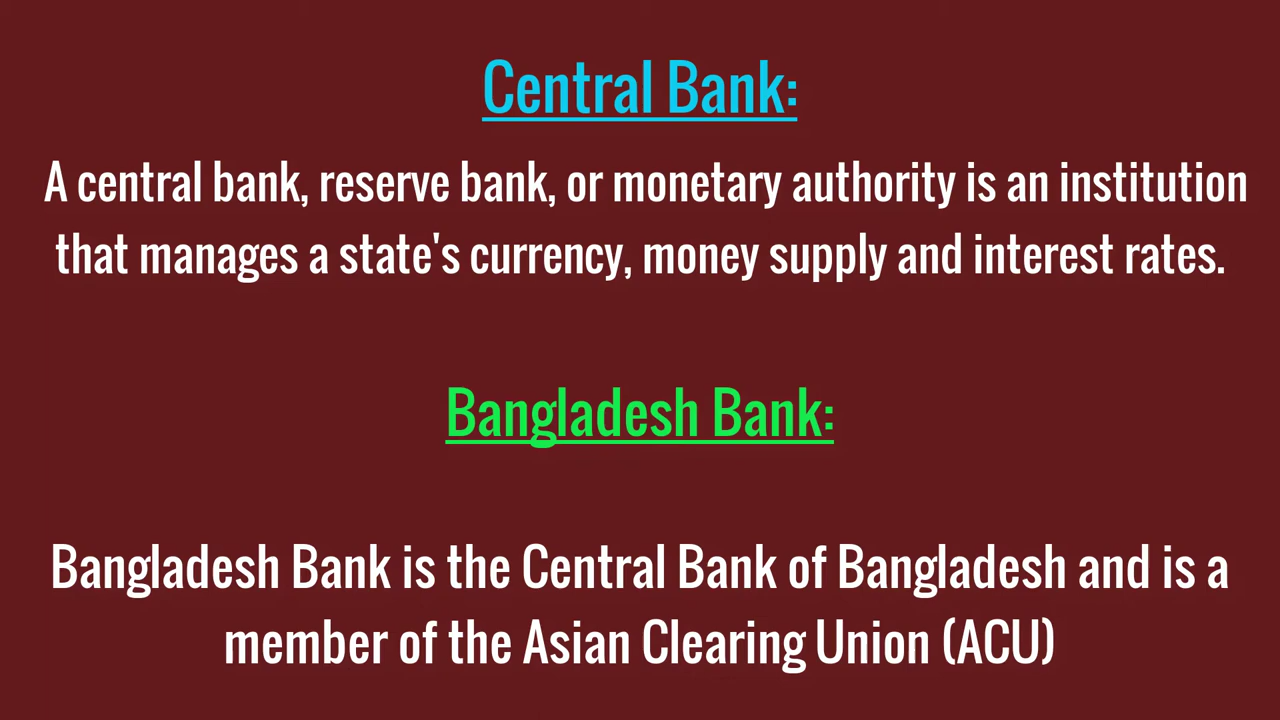 Central Bank:
A central bank, reserve bank, or monetary authority is an institution
that manages a state's currency, money supply and interest rates.
Bangladesh Bank:
Bangladesh Bank is the Central Bank of Bangladesh and is a
member of the Asian Clearing Union (ACU)